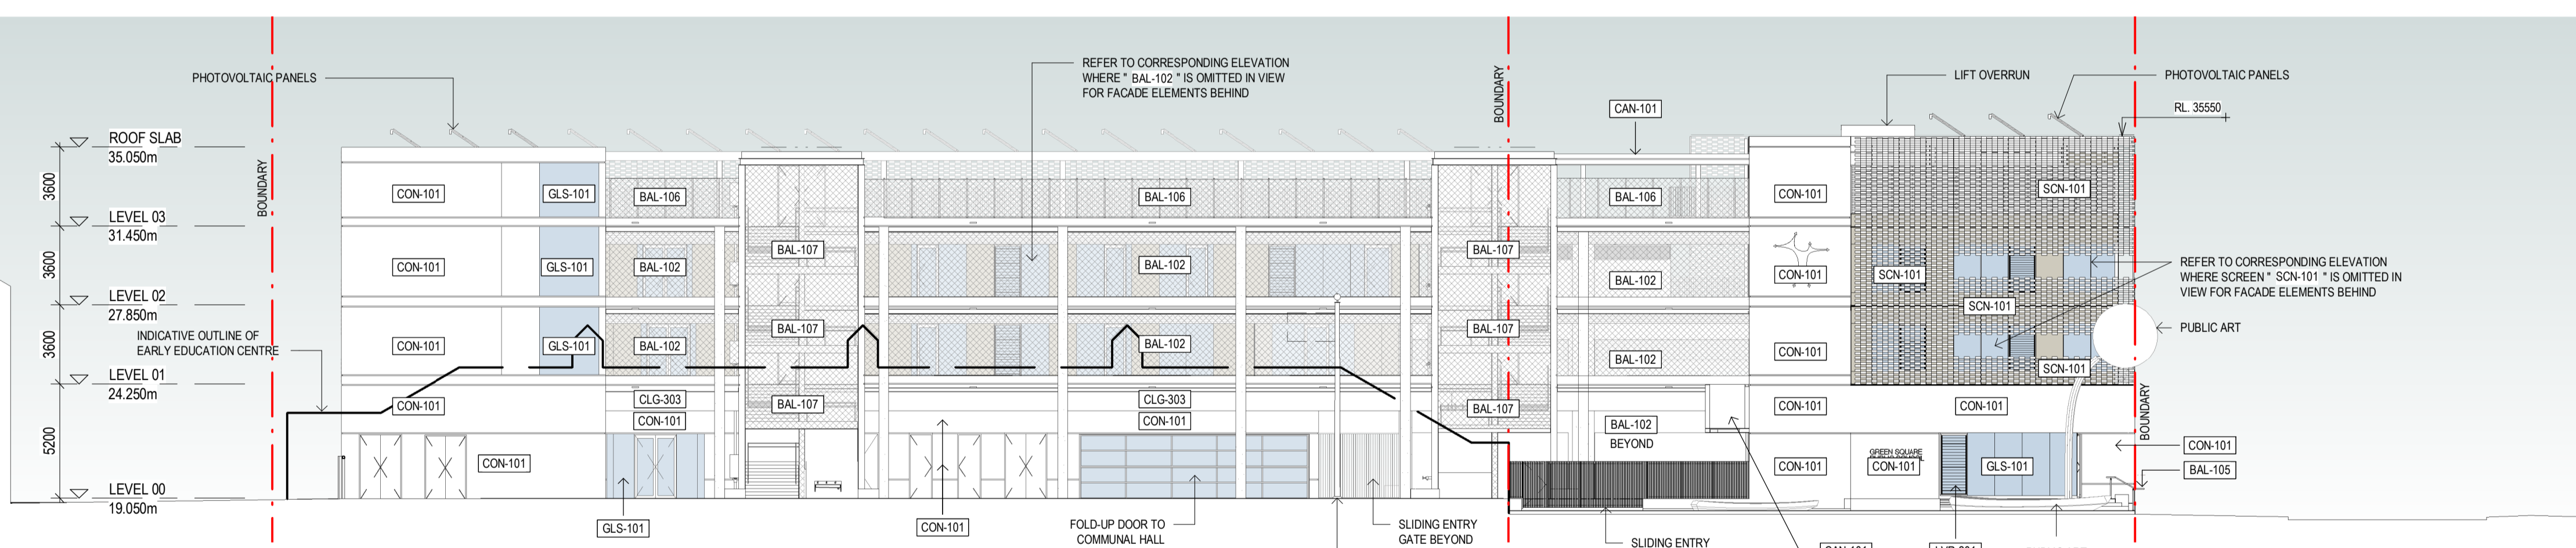 PHOTOVOLTAIC PANELS
REFER TO CORRESPONDING ELEVATION
WHERE " BAL-102 " IS OMITTED IN VIEW
FOR FACADE ELEMENTS BEHIND
BOUNDARY
CAN-101
LIFT OVERRUN
PHOTOVOLTAIC PANELS
RL. 35550
ROOF SLAB
35.050m
3600
BOUNDARY
CON-101
GLS-101
BAL-106
BAL-106
BAL-106
CON-101
SCN-101
LEVEL 03
31.450m
3600
CON-101
GLS-101
BAL-102
BAL-107
BAL-102
BAL-107
BAL-102
CON-101
SCN-101
SCN-101
REFER TO CORRESPONDING ELEVATION
WHERE SCREEN " SCN-101 " IS OMITTED IN
VIEW FOR FACADE ELEMENTS BEHIND
LEVEL 02
27.850m
3600
INDICATIVE OUTLINE OF
EARLY EDUCATION CENTRE
CON-101
GLS-101
BAL-102
BAL-107
BAL-102
BAL-107
BAL-102
CON-101
SCN-101
PUBLIC ART
LEVEL 01
24.250m
5200
CON-101
CLG-303
CON-101
BAL-107
CLG-303
CON-101
BAL-107
BAL-102
BEYOND
CON-101
CON-101
BOUNDARY
CON-101
GREEN SQUARE
CON-101
CON-101
GLS-101
CON-101
BAL-105
LEVEL 00
19.050m
GLS-101
CON-101
FOLD-UP DOOR TO
COMMUNAL HALL
SLIDING ENTRY
GATE BEYOND
SLIDING ENTRY